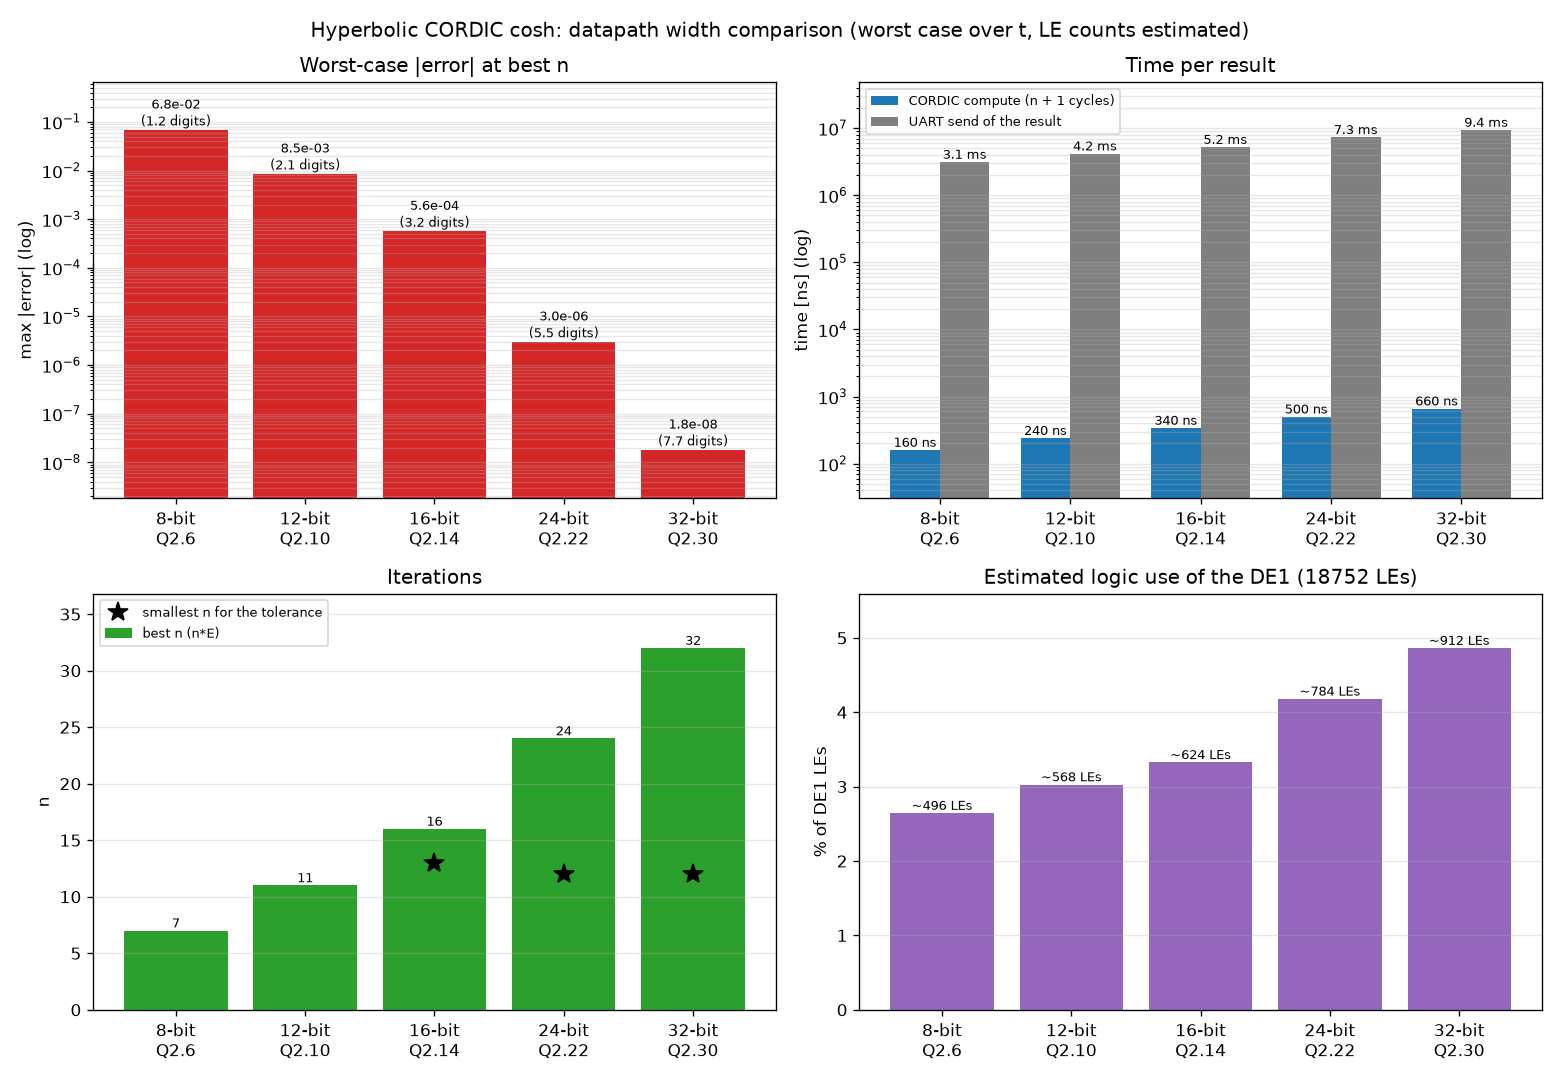 Hyperbolic CORDIC cosh: datapath width comparison (worst case over t, LE counts estimated)
Worst-case |error| at best n
max |error| (log)
10⁻¹
10⁻²
10⁻³
10⁻⁴
10⁻⁵
10⁻⁶
10⁻⁷
10⁻⁸
6.8e-02
(1.2 digits)
8.5e-03
(2.1 digits)
5.6e-04
(3.2 digits)
3.0e-06
(5.5 digits)
1.8e-08
(7.7 digits)
8-bit
Q2.6
12-bit
Q2.10
16-bit
Q2.14
24-bit
Q2.22
32-bit
Q2.30
Time per result
CORDIC compute (n + 1 cycles)
UART send of the result
time [ns] (log)
10⁷
10⁶
10⁵
10⁴
10³
10²
160 ns
3.1 ms
240 ns
4.2 ms
340 ns
5.2 ms
500 ns
7.3 ms
660 ns
9.4 ms
8-bit
Q2.6
12-bit
Q2.10
16-bit
Q2.14
24-bit
Q2.22
32-bit
Q2.30
Iterations
smallest n for the tolerance
best n (n*E)
n
35
30
25
20
15
10
5
0
7
11
16
24
32
8-bit
Q2.6
12-bit
Q2.10
16-bit
Q2.14
24-bit
Q2.22
32-bit
Q2.30
Estimated logic use of the DE1 (18752 LEs)
% of DE1 LEs
5
4
3
2
1
0
~496 LEs
~568 LEs
~624 LEs
~784 LEs
~912 LEs
8-bit
Q2.6
12-bit
Q2.10
16-bit
Q2.14
24-bit
Q2.22
32-bit
Q2.30